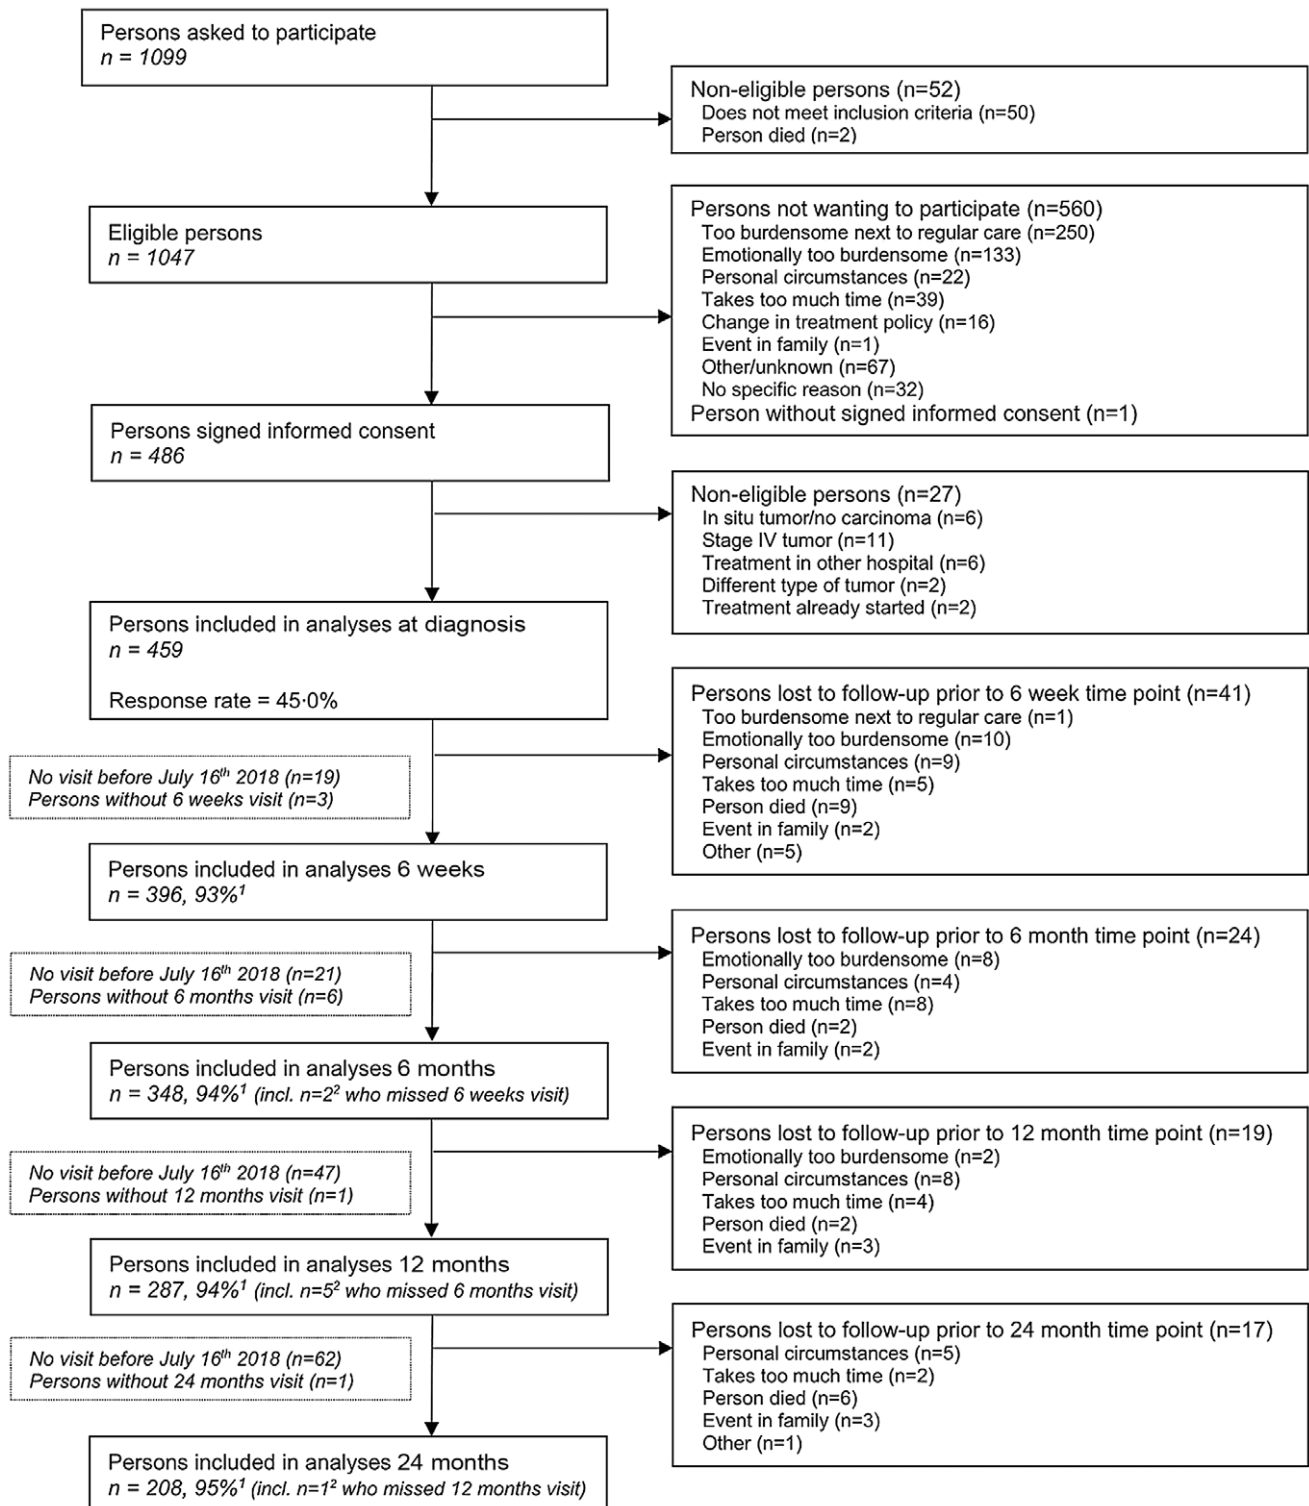 Persons asked to participate
n = 1099
Non-eligible persons (n=52)
Does not meet inclusion criteria (n=50)
Person died (n=2)
Eligible persons
n = 1047
Persons not wanting to participate (n=560)
Too burdensome next to regular care (n=250)
Emotionally too burdensome (n=133)
Personal circumstances (n=22)
Takes too much time (n=39)
Change in treatment policy (n=16)
Event in family (n=1)
Other/unknown (n=67)
No specific reason (n=32)
Person without signed informed consent (n=1)
Persons signed informed consent
n = 486
Non-eligible persons (n=27)
In situ tumor/no carcinoma (n=6)
Stage IV tumor (n=11)
Treatment in other hospital (n=6)
Different type of tumor (n=2)
Treatment already started (n=2)
Persons included in analyses at diagnosis
n = 459
Response rate = 45·0%
Persons lost to follow-up prior to 6 week time point (n=41)
Too burdensome next to regular care (n=1)
Emotionally too burdensome (n=10)
Personal circumstances (n=9)
Takes too much time (n=5)
Person died (n=9)
Event in family (n=2)
Other (n=5)
No visit before July 16th 2018 (n=19)
Persons without 6 weeks visit (n=3)
Persons included in analyses 6 weeks
n = 396, 93%¹
Persons lost to follow-up prior to 6 month time point (n=24)
Emotionally too burdensome (n=8)
Personal circumstances (n=4)
Takes too much time (n=8)
Person died (n=2)
Event in family (n=2)
No visit before July 16th 2018 (n=21)
Persons without 6 months visit (n=6)
Persons included in analyses 6 months
n = 348, 94%¹ (incl. n=2² who missed 6 weeks visit)
Persons lost to follow-up prior to 12 month time point (n=19)
Emotionally too burdensome (n=2)
Personal circumstances (n=8)
Takes too much time (n=4)
Person died (n=2)
Event in family (n=3)
No visit before July 16th 2018 (n=47)
Persons without 12 months visit (n=1)
Persons included in analyses 12 months
n = 287, 94%¹ (incl. n=5² who missed 6 months visit)
Persons lost to follow-up prior to 24 month time point (n=17)
Personal circumstances (n=5)
Takes too much time (n=2)
Person died (n=6)
Event in family (n=3)
Other (n=1)
No visit before July 16th 2018 (n=62)
Persons without 24 months visit (n=1)
Persons included in analyses 24 months
n = 208, 95%¹ (incl. n=1² who missed 12 months visit)